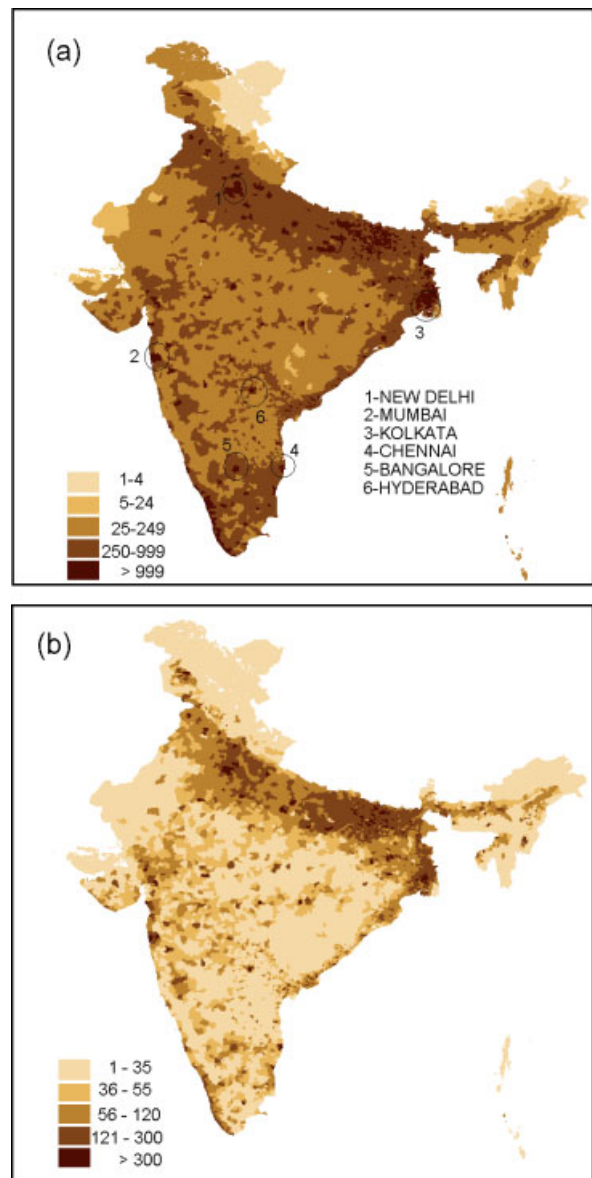 (a)
1
2
3
6
5
4
1-NEW DELHI
2-MUMBAI
3-KOLKATA
4-CHENNAI
5-BANGALORE
6-HYDERABAD
1-4
5-24
25-249
250-999
> 999
(b)
1 - 35
36 - 55
56 - 120
121 - 300
> 300